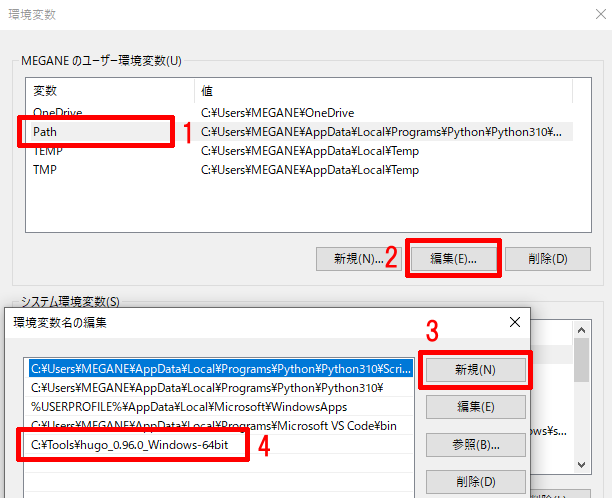 環境変数
MEGANE のユーザー環境変数(U)
変数 値
OneDrive C:¥Users¥MEGANE¥OneDrive
Path 1 C:¥Users¥MEGANE¥AppData¥Local¥Programs¥Python¥Python310¥...
TEMP C:¥Users¥MEGANE¥AppData¥Local¥Temp
TMP C:¥Users¥MEGANE¥AppData¥Local¥Temp
新規(N)... 2 編集(E)... 削除(D)
システム環境変数(S)
環境変数名の編集
3
C:¥Users¥MEGANE¥AppData¥Local¥Programs¥Python¥Python310¥Scri... 新規(N)
C:¥Users¥MEGANE¥AppData¥Local¥Programs¥Python¥Python310¥
%USERPROFILE%¥AppData¥Local¥Microsoft¥WindowsApps 編集(E)
C:¥Users¥MEGANE¥AppData¥Local¥Programs¥Microsoft VS Code¥bin
C:¥Tools¥hugo_0.96.0_Windows-64bit 4 参照(B)...
削除(D)